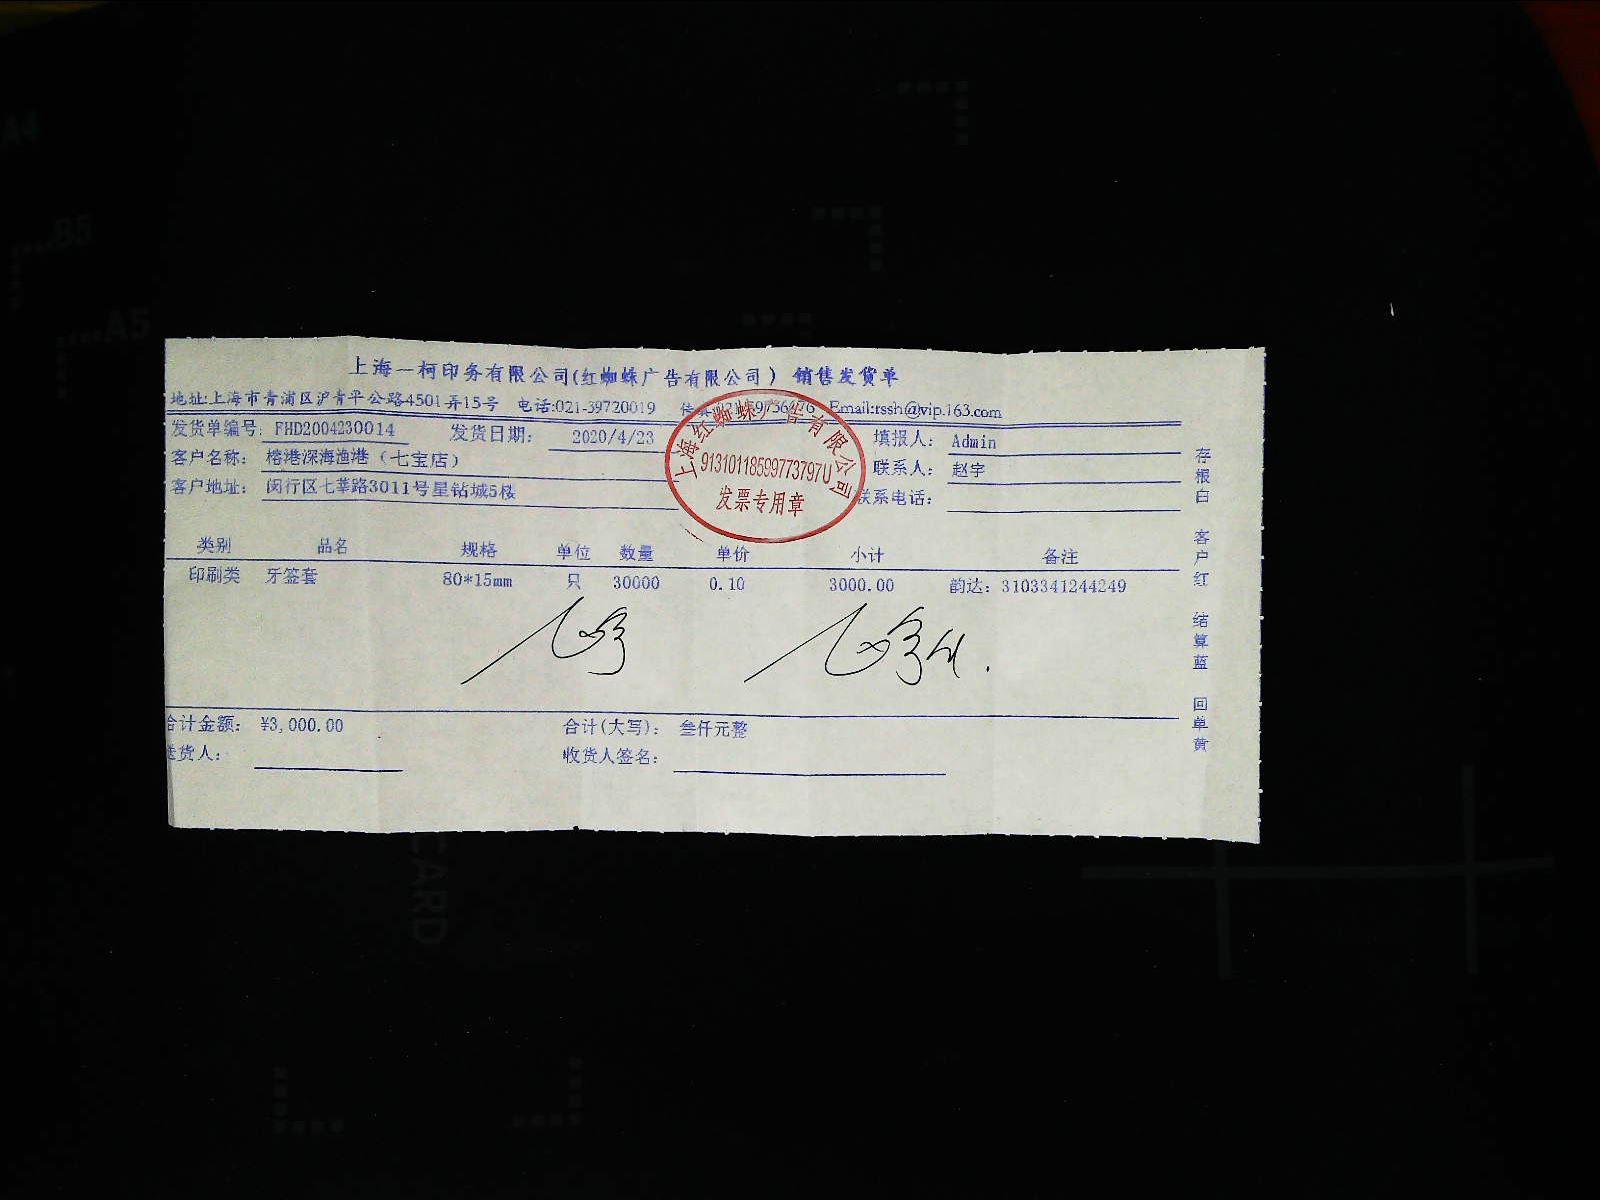 上海一柯印务有限公司(红蜘蛛广告有限公司) 销售发货单
地址:上海市青浦区沪青平公路4501弄15号 电话:021-39720019 Email:rssh@vip.163.com
发货单编号: FHD2004230014 发货日期: 2020/4/23 填报人: Admin
客户名称: 榕港深海渔港(七宝店) 联系人: 赵宇
客户地址: 闵行区七莘路3011号星钻城5楼 联系电话:
上海红蜘蛛广告有限公司
91310118599773797U
发票专用章
类别 品名 规格 单位 数量 单价 小计 备注
印刷类 牙签套 80*15mm 只 30000 0.10 3000.00 韵达: 3103341244249
合计金额: ¥3,000.00 合计(大写): 叁仟元整
送货人: 收货人签名:
存根白 客户红 结算蓝 回单黄
A4
B5
A5
CARD